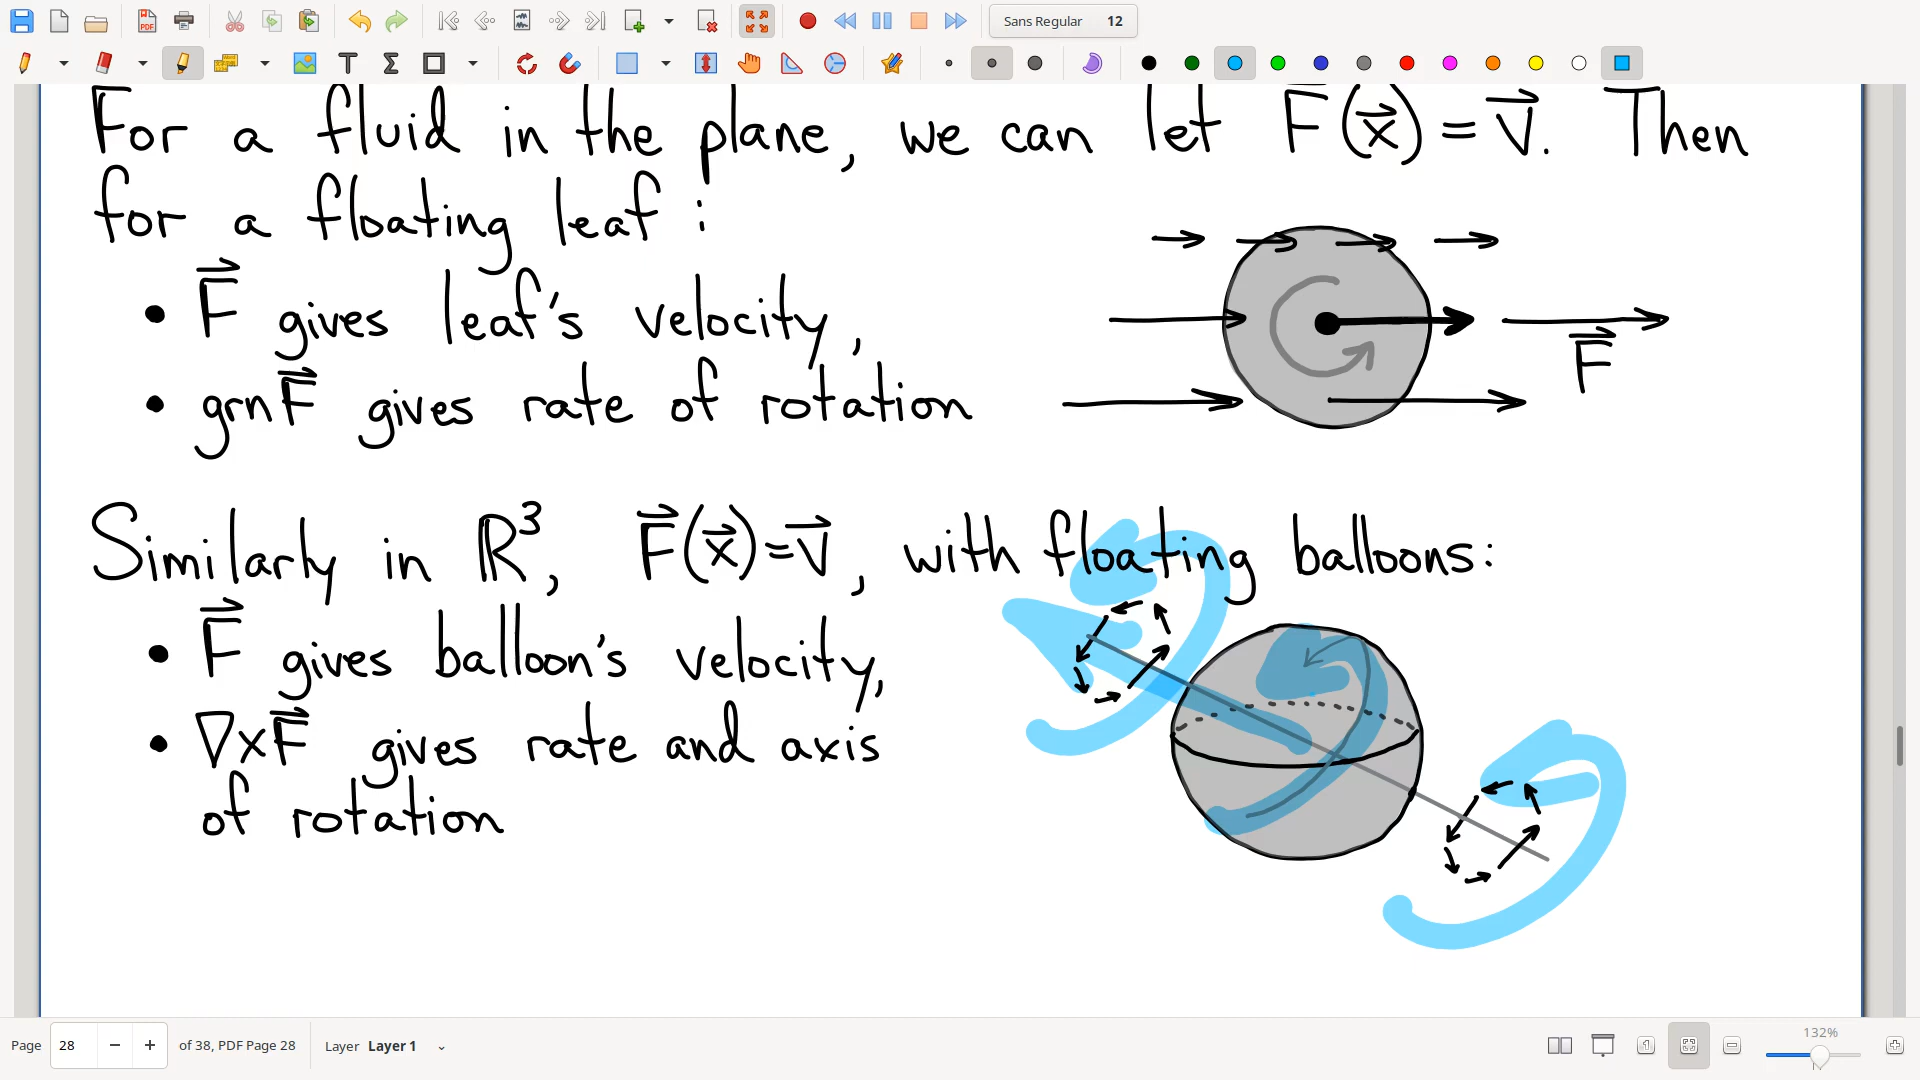 Sans Regular 12
For a fluid in the plane, we can let F⃗(x⃗) = v⃗. Then
for a floating leaf:
• F⃗ gives leaf's velocity,
• grnF⃗ gives rate of rotation
F⃗
Similarly in R³, F⃗(x⃗)=v⃗, with floating balloons:
• F⃗ gives balloon's velocity,
• ∇×F⃗ gives rate and axis
of rotation
Page 28 − + of 38, PDF Page 28 Layer Layer 1 132%